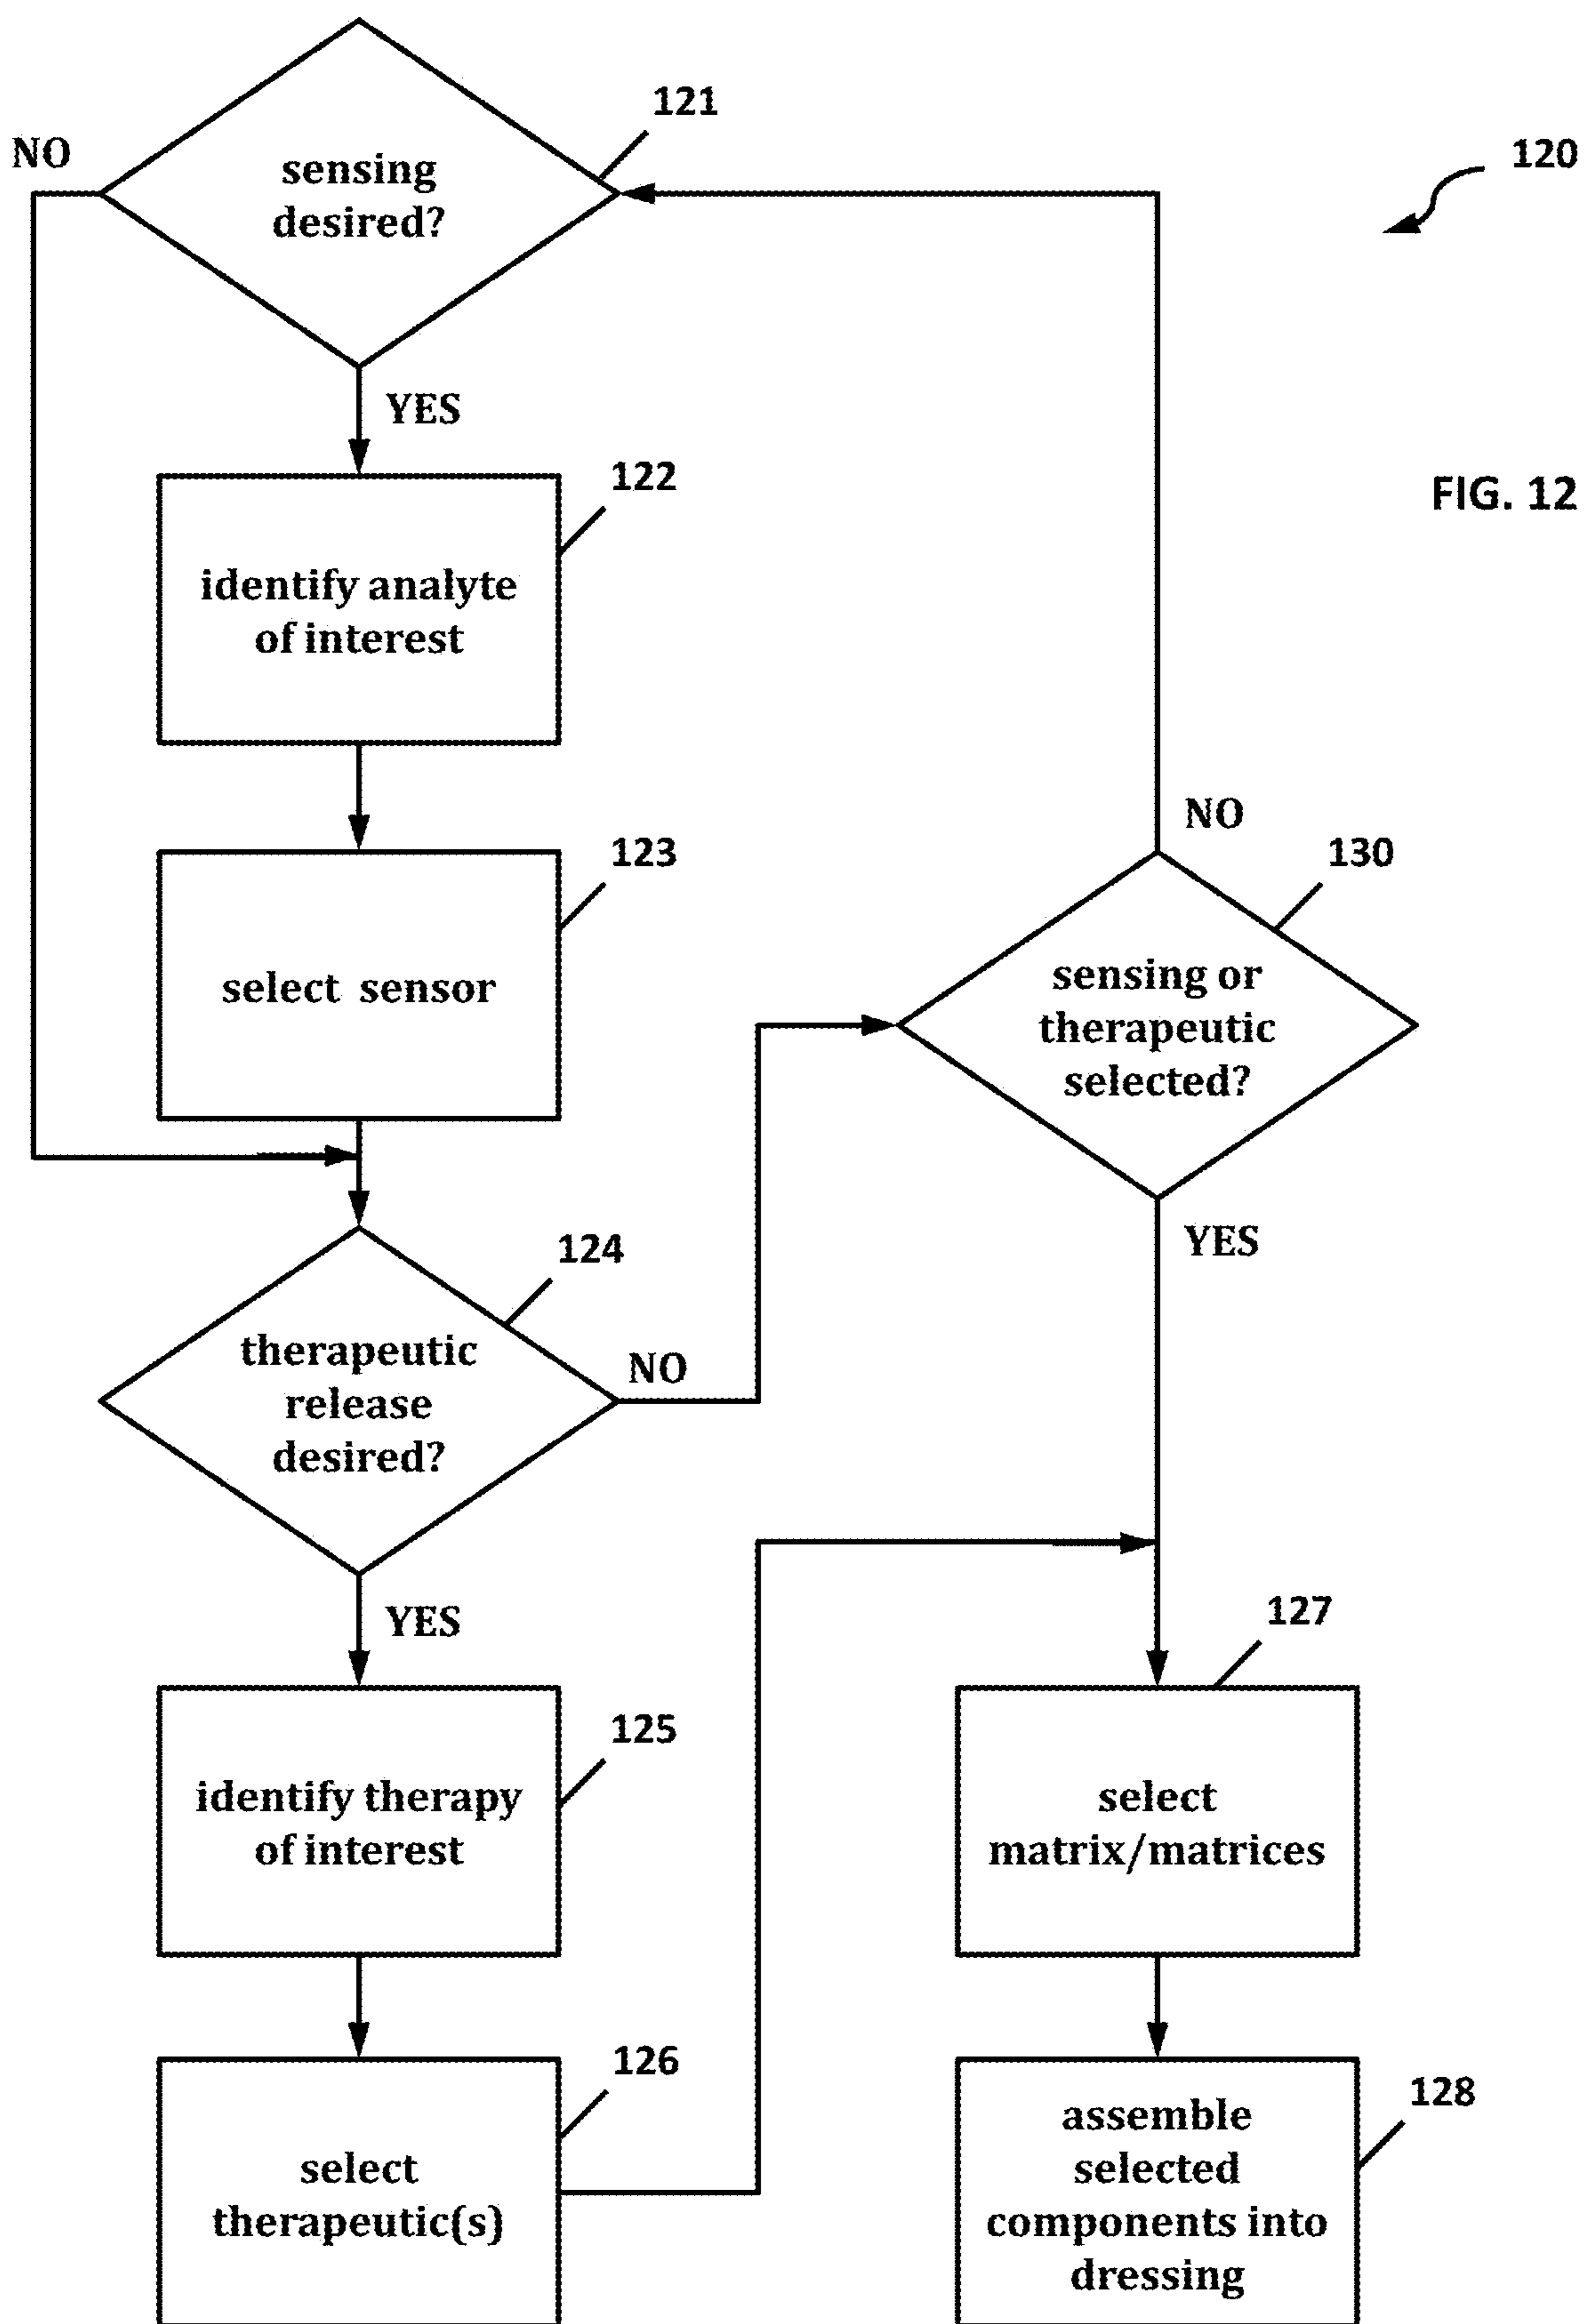 121
NO
sensing
desired?
120
YES
122
FIG. 12
identify analyte
of interest
123
select sensor
NO
130
sensing or
therapeutic
selected?
YES
124
therapeutic
release
desired?
NO
YES
125
identify therapy
of interest
127
select
matrix/matrices
126
select
therapeutic(s)
128
assemble
selected
components into
dressing